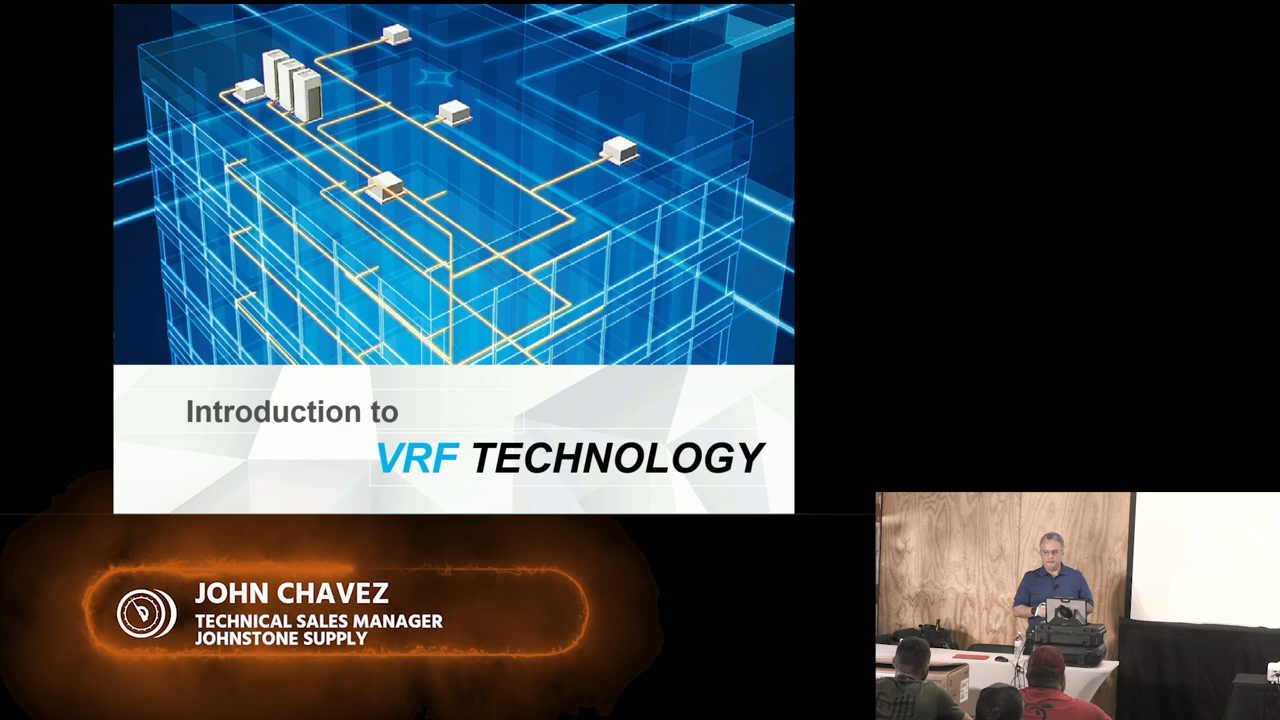 Introduction to
VRF TECHNOLOGY
JOHN CHAVEZ
TECHNICAL SALES MANAGER
JOHNSTONE SUPPLY